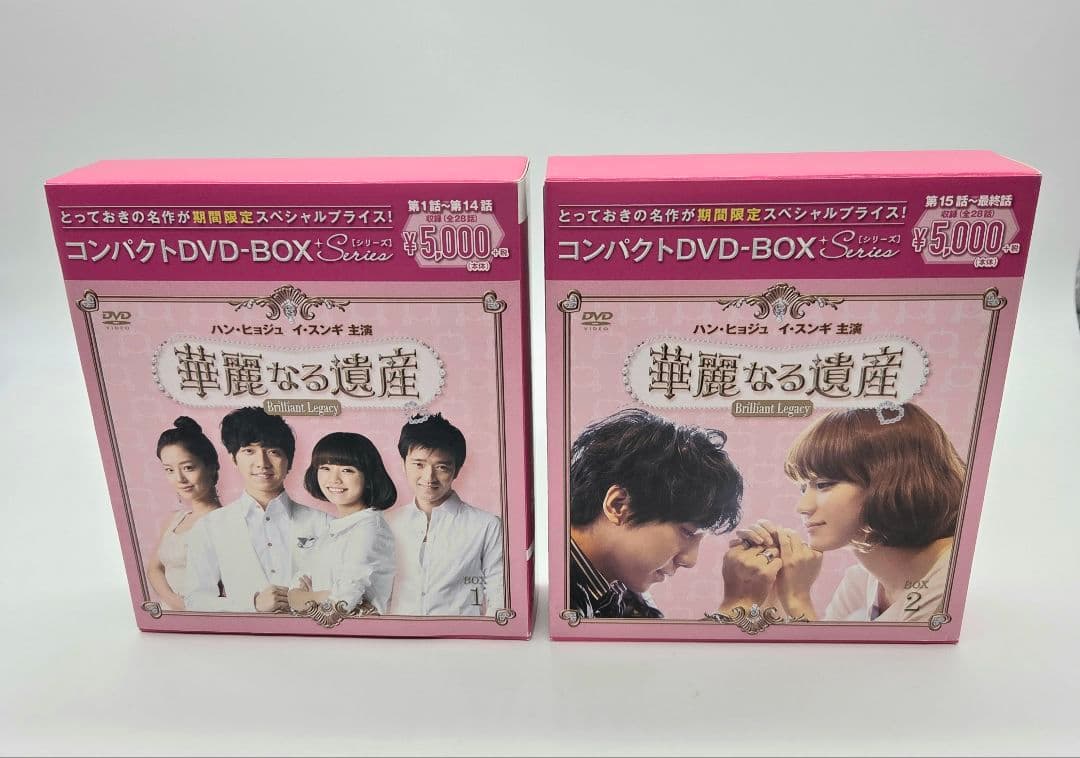 とっておきの名作が期間限定スペシャルプライス!
コンパクトDVD-BOX Series [シリーズ]
第1話~第14話
収録(全28話)
¥5,000+税
(本体)
DVD
VIDEO
ハン・ヒョジュ イ・スンギ 主演
華麗なる遺産
Brilliant Legacy
BOX
1
とっておきの名作が期間限定スペシャルプライス!
コンパクトDVD-BOX Series [シリーズ]
第15話~最終話
収録(全28話)
¥5,000+税
(本体)
DVD
VIDEO
ハン・ヒョジュ イ・スンギ 主演
華麗なる遺産
Brilliant Legacy
BOX
2